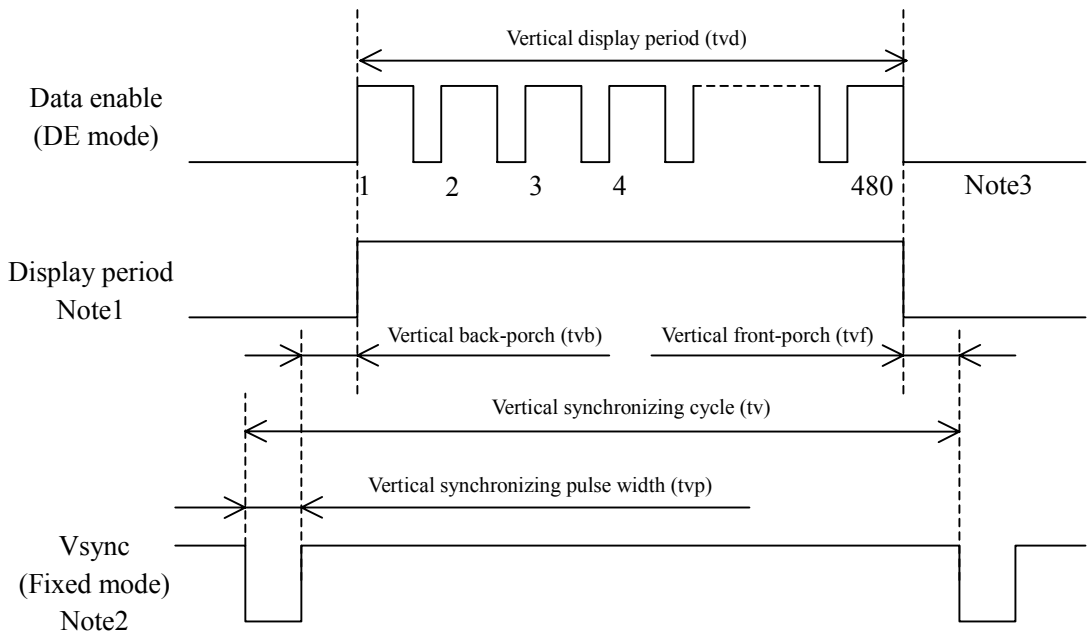 Vertical display period (tvd)
Data enable
(DE mode)
1 2 3 4 480 Note3
Display period
Note1
Vertical back-porch (tvb) Vertical front-porch (tvf)
Vertical synchronizing cycle (tv)
Vertical synchronizing pulse width (tvp)
Vsync
(Fixed mode)
Note2